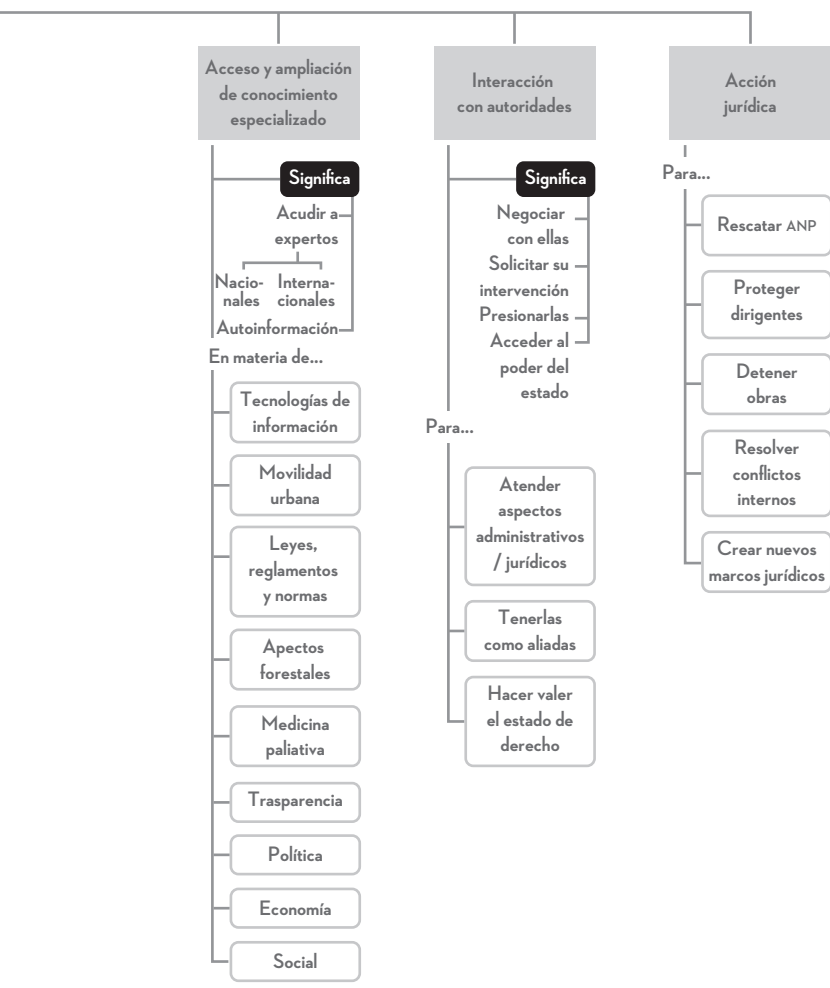 Acceso y ampliación
de conocimiento
especializado
Significa
Acudir a
expertos
Nacio-
nales
Interna-
cionales
Autoinformación
En materia de...
Tecnologías de
información
Movilidad
urbana
Leyes,
reglamentos
y normas
Apectos
forestales
Medicina
paliativa
Trasparencia
Política
Economía
Social
Interacción
con autoridades
Significa
Negociar
con ellas
Solicitar su
intervención
Presionarlas
Acceder al
poder del
estado
Para...
Atender
aspectos
administrativos
/ jurídicos
Tenerlas
como aliadas
Hacer valer
el estado de
derecho
Acción
jurídica
Para...
Rescatar ANP
Proteger
dirigentes
Detener
obras
Resolver
conflictos
internos
Crear nuevos
marcos jurídicos